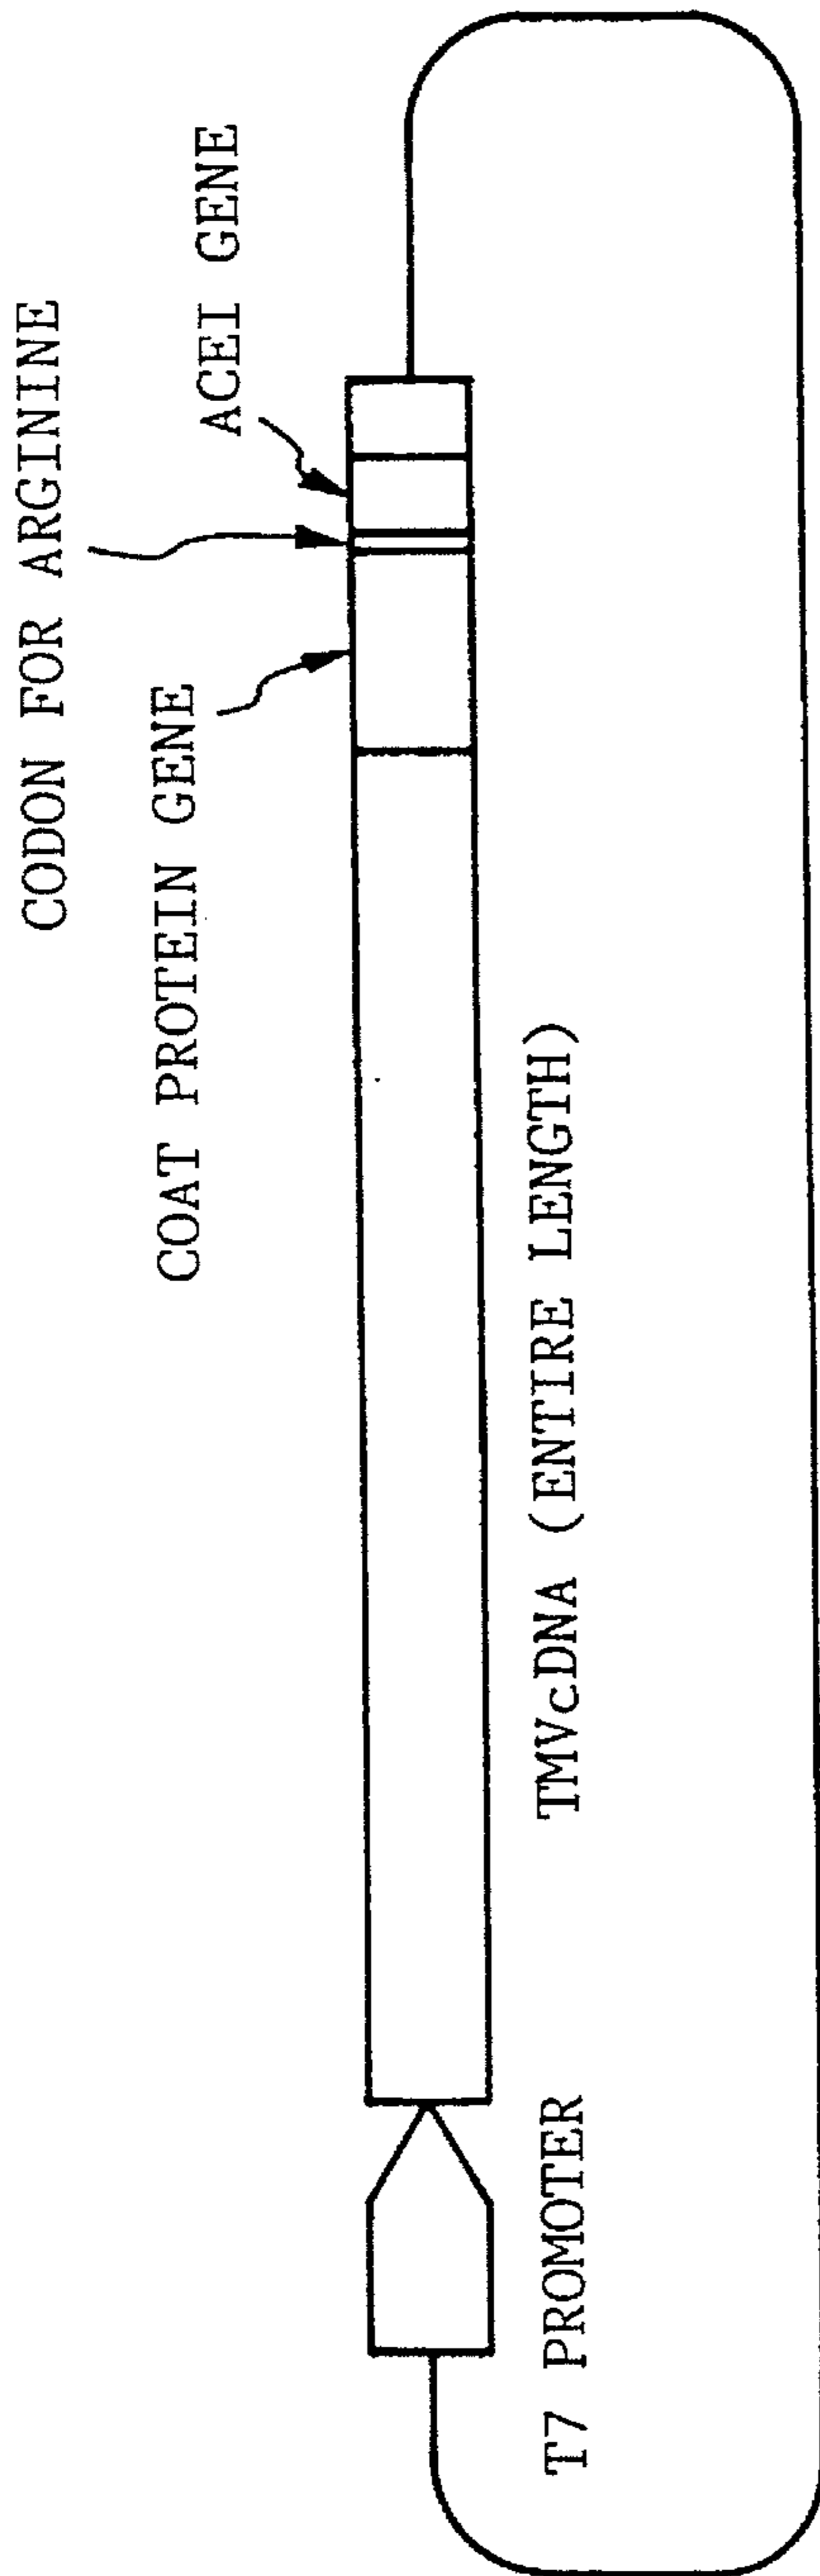 CODON FOR ARGININE
ACEI GENE
COAT PROTEIN GENE
TMVcDNA (ENTIRE LENGTH)
T7 PROMOTER